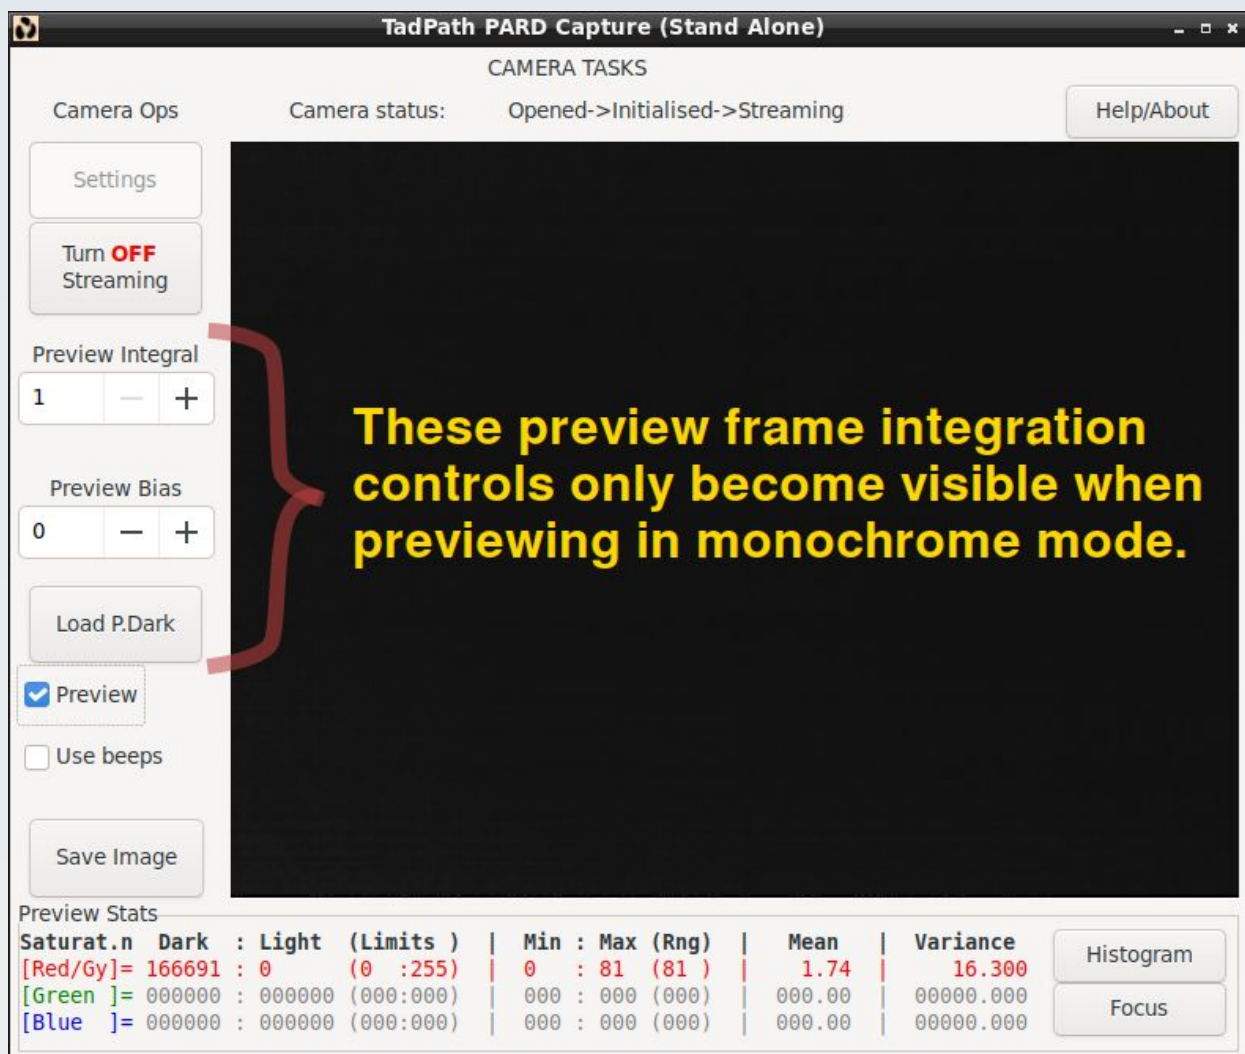 TadPath PARD Capture (Stand Alone)
CAMERA TASKS
Camera Ops
Camera status: Opened->Initialised->Streaming
Help/About
Settings
Turn OFF
Streaming
Preview Integral
1
Preview Bias
0
Load P.Dark
Preview
Use beeps
Save Image
These preview frame integration
controls only become visible when
previewing in monochrome mode.
Preview Stats
Saturat.n Dark : Light (Limits ) | Min : Max (Rng) | Mean | Variance
[Red/Gy]= 166691 : 0 (0 :255) | 0 : 81 (81 ) | 1.74 | 16.300
[Green ]= 000000 : 000000 (000:000) | 000 : 000 (000) | 000.00 | 00000.000
[Blue ]= 000000 : 000000 (000:000) | 000 : 000 (000) | 000.00 | 00000.000
Histogram
Focus